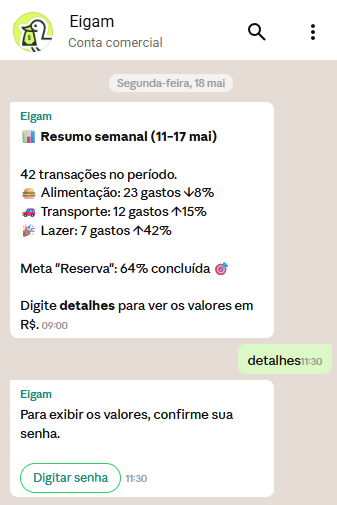 Eigam
Conta comercial
Segunda-feira, 18 mai
Eigam
📊 Resumo semanal (11–17 mai)
42 transações no período.
🍔 Alimentação: 23 gastos ↓8%
🚗 Transporte: 12 gastos ↑15%
🎉 Lazer: 7 gastos ↑42%
Meta "Reserva": 64% concluída 🎯
Digite detalhes para ver os valores em
R$. 09:00
detalhes 11:30
Eigam
Para exibir os valores, confirme sua
senha.
Digitar senha 11:30